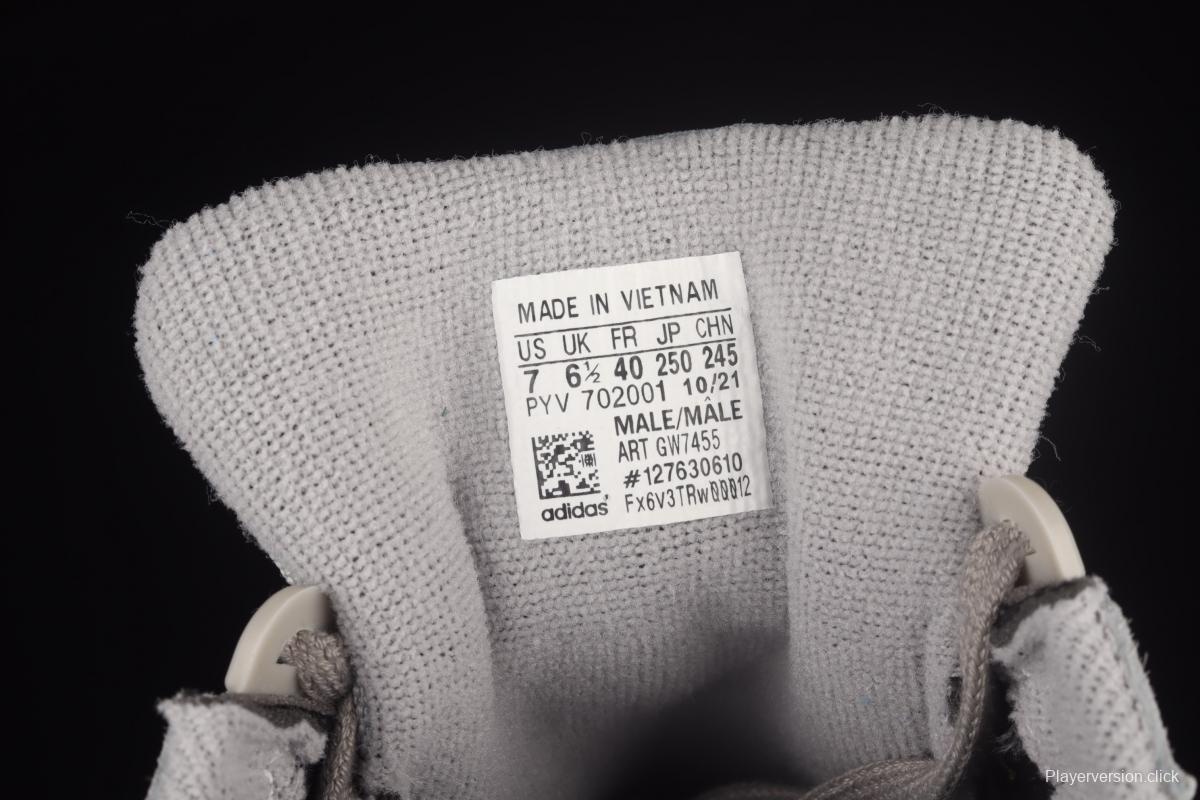 MADE IN VIETNAM
US UK FR JP CHN
7 6½ 40 250 245
PYV 702001 10/21
MALE/MÂLE
ART GW7455
#127630610
Fx6V3TRw00012
adidas
Playerversion.click